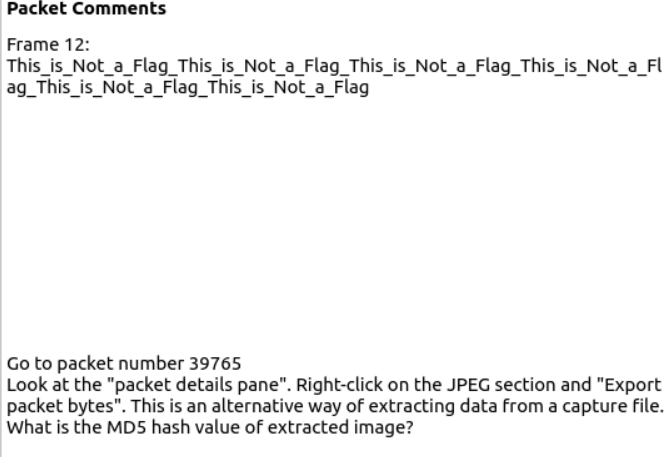 Packet Comments
Frame 12:
This_is_Not_a_Flag_This_is_Not_a_Flag_This_is_Not_a_Flag_This_is_Not_a_Fl
ag_This_is_Not_a_Flag_This_is_Not_a_Flag
Go to packet number 39765
Look at the "packet details pane". Right-click on the JPEG section and "Export
packet bytes". This is an alternative way of extracting data from a capture file.
What is the MD5 hash value of extracted image?